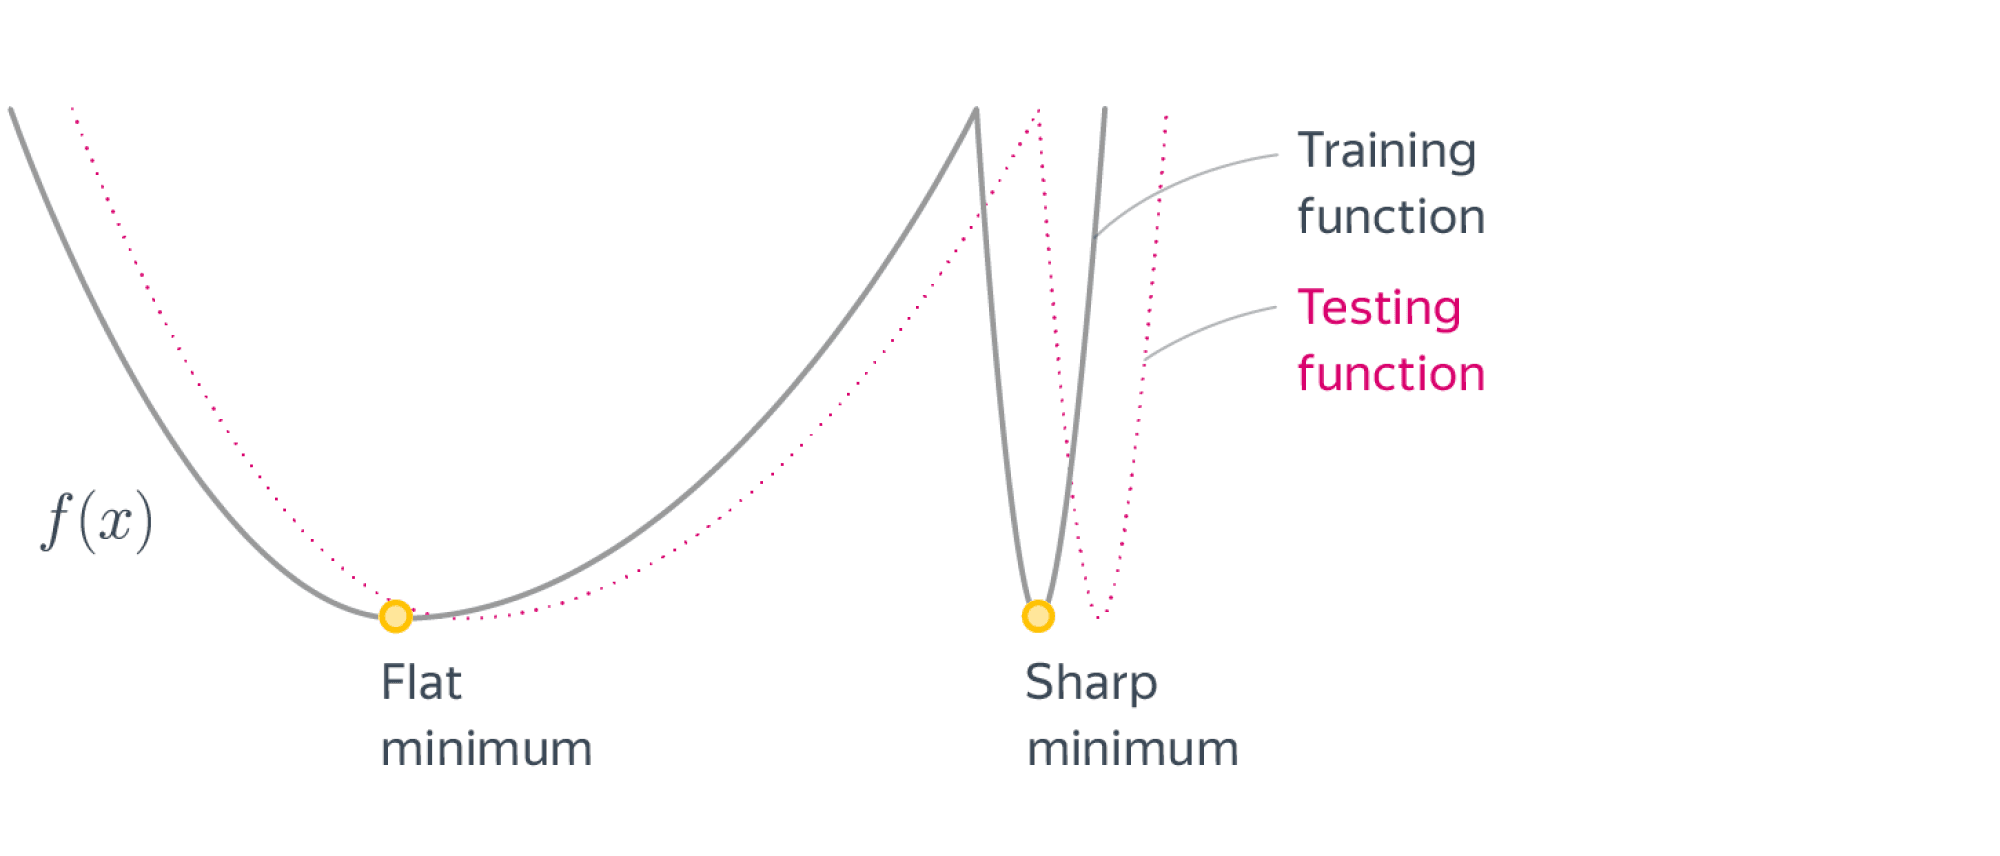 Training
function
Testing
function
f(x)
Flat
minimum
Sharp
minimum